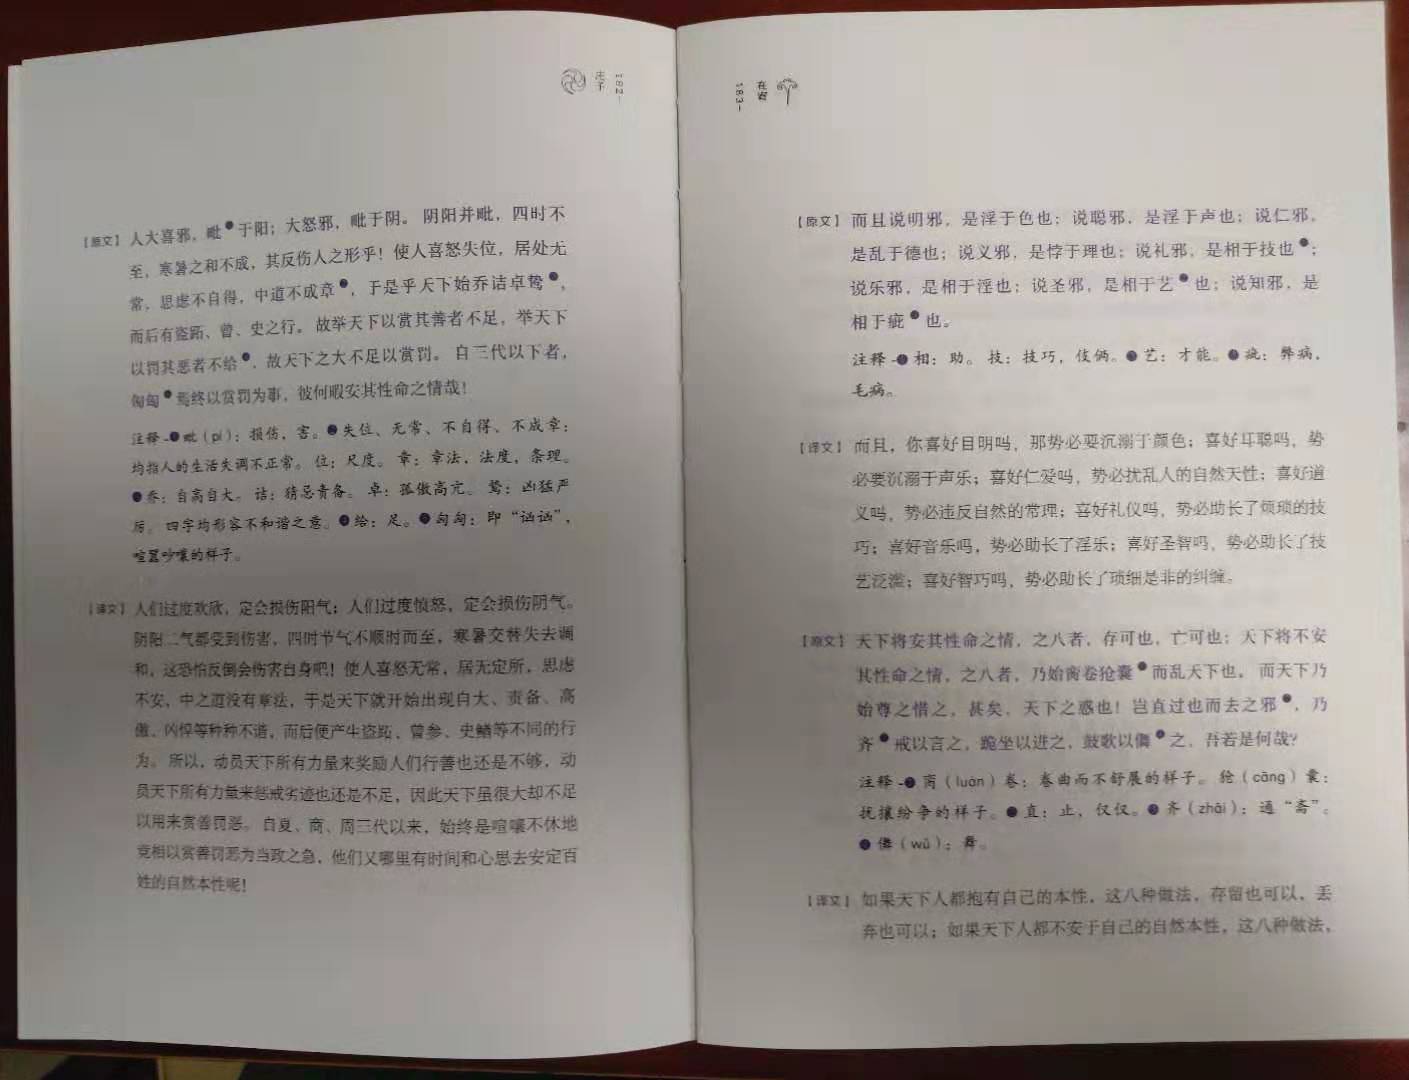 庄子
182-
【原文】人大喜邪，毗❶于阳；大怒邪，毗于阴。阴阳并毗，四时不
至，寒暑之和不成，其反伤人之形乎！使人喜怒失位，居处无
常，思虑不自得，中道不成章❷，于是乎天下始乔诘卓鸷❸，
而后有盗跖、曾、史之行。故举天下以赏其善者不足，举天下
以罚其恶者不给❹，故天下之大不足以赏罚。自三代以下者，
匈匈❺焉终以赏罚为事，彼何暇安其性命之情哉！
注释-❶毗（pí）：损伤，害。❷失位、无常、不自得、不成章：
均指人的生活失调不正常。位：尺度。章：章法，法度，条理。
❸乔：自高自大。诘：猜忌责备。卓：孤傲高亢。鸷：凶猛严
厉。四字均形容不和谐之意。❹给：足。❺匈匈：即“讻讻”，
喧嚣吵嚷的样子。
【译文】人们过度欢欣，定会损伤阳气；人们过度愤怒，定会损伤阴气。
阴阳二气都受到伤害，四时节气不顺时而至，寒暑交替失去调
和，这恐怕反倒会伤害自身吧！使人喜怒无常，居无定所，思虑
不安，中之道没有章法，于是天下就开始出现自大、责备、高
傲、凶悍等种种不谐，而后便产生盗跖、曾参、史鳅等不同的行
为。所以，动员天下所有力量来奖励人们行善也还是不够，动
员天下所有力量来惩戒劣迹也还是不足，因此天下虽很大却不足
以用来赏善罚恶。自夏、商、周三代以来，始终是喧嚷不休地
竞相以赏善罚恶为当政之急，他们又哪里有时间和心思去安定百
姓的自然本性呢！
在宥
183-
【原文】而且说明邪，是淫于色也；说聪邪，是淫于声也；说仁邪，
是乱于德也；说义邪，是悖于理也；说礼邪，是相于技也❶；
说乐邪，是相于淫也；说圣邪，是相于艺❷也；说知邪，是
相于疵❸也。
注释-❶相：助。技：技巧，伎俩。❷艺：才能。❸疵：弊病，
毛病。
【译文】而且，你喜好目明吗，那势必要沉溺于颜色；喜好耳聪吗，势
必要沉溺于声乐；喜好仁爱吗，势必扰乱人的自然天性；喜好道
义吗，势必违反自然的常理；喜好礼仪吗，势必助长了烦琐的技
巧；喜好音乐吗，势必助长了淫乐；喜好圣智吗，势必助长了技
艺泛滥；喜好智巧吗，势必助长了琐细是非的纠缠。
【原文】天下将安其性命之情，之八者，存可也，亡可也；天下将不安
其性命之情，之八者，乃始脔卷㹫囊❶而乱天下也。而天下乃
始尊之惜之，甚矣，天下之惑也！岂直过也而去之邪❷，乃
齐❸戒以言之，跪坐以进之，鼓歌以儛❹之，吾若是何哉？
注释-❶脔（luán）卷：卷曲而不舒展的样子。㹫（cāng）囊：
扰攘纷争的样子。❷直：止，仅仅。❸齐（zhāi）：通“斋”。
❹儛（wǔ）：舞。
【译文】如果天下人都抱有自己的本性，这八种做法，存留也可以，丢
弃也可以；如果天下人都不安于自己的自然本性，这八种做法，